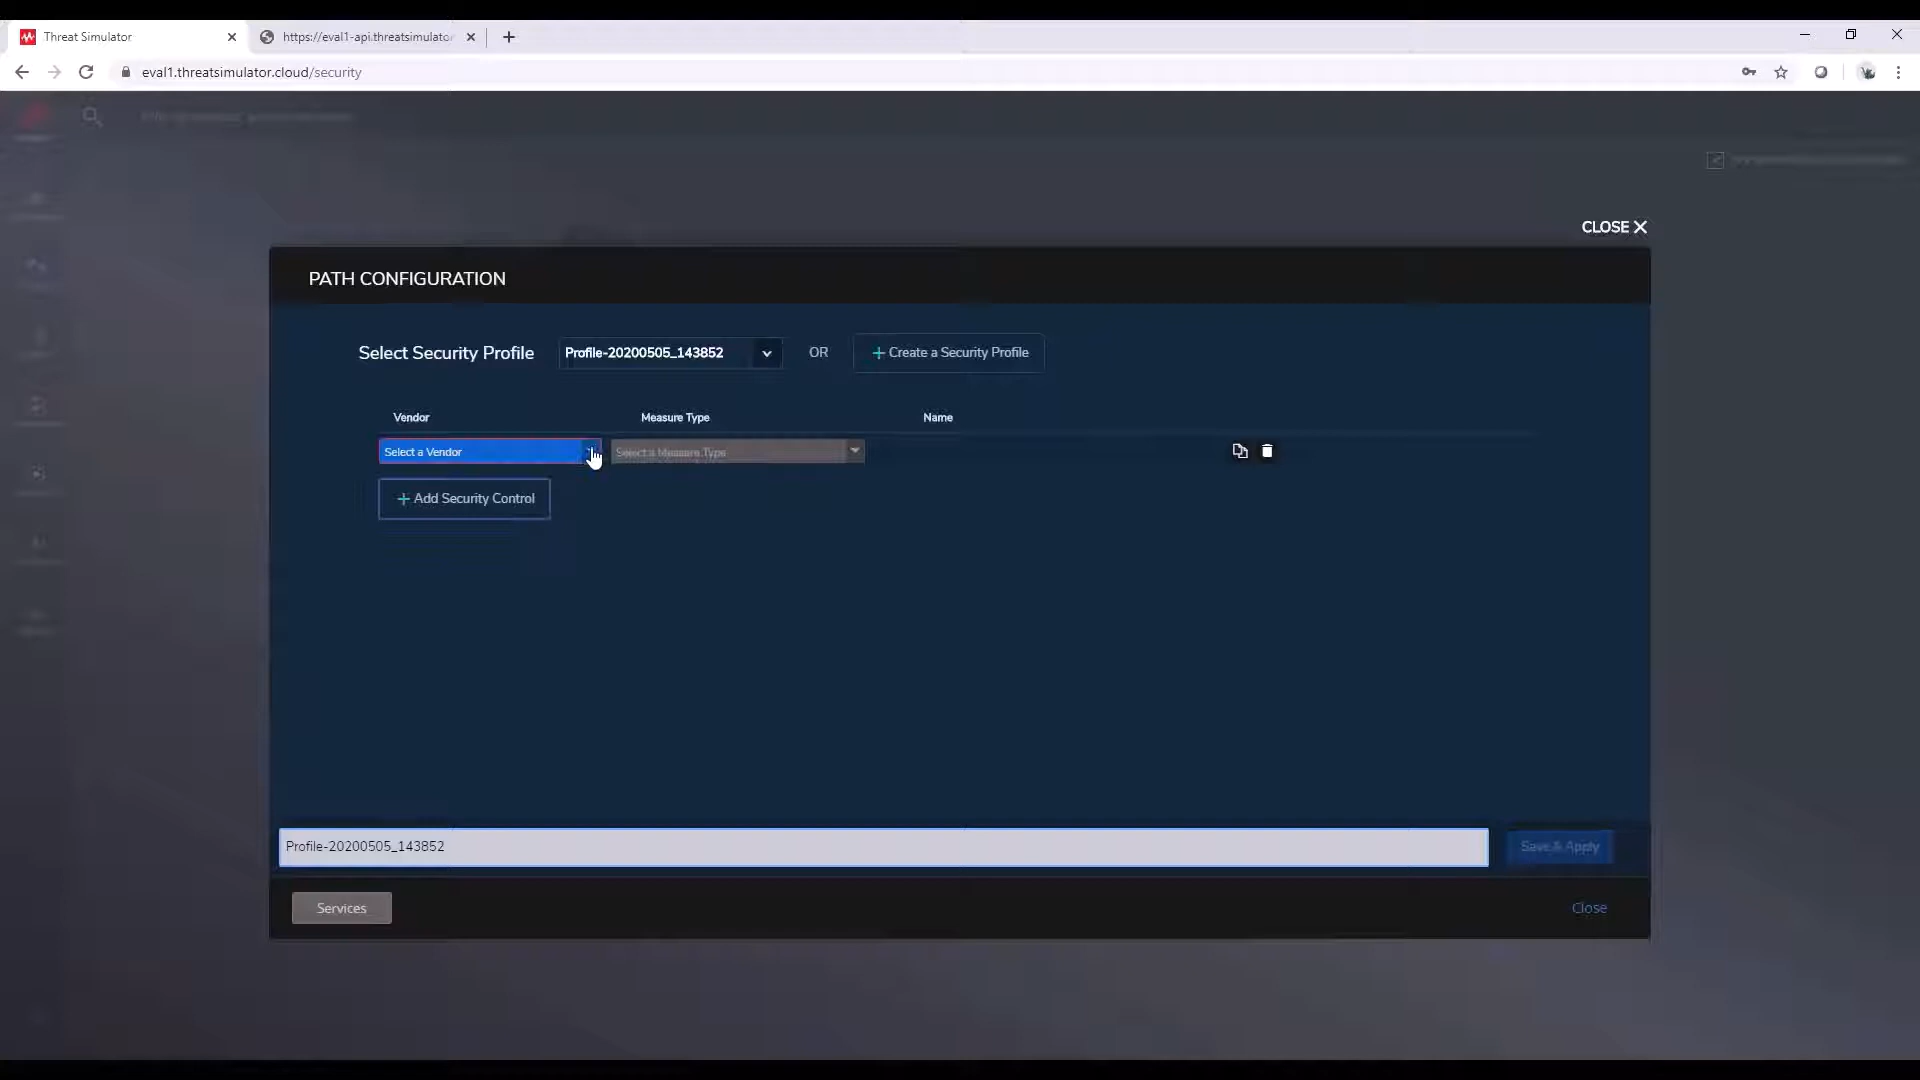 Threat Simulator
https://eval1-api.threatsimulator
eval1.threatsimulator.cloud/security
CLOSE
PATH CONFIGURATION
Select Security Profile
Profile-20200505_143852
OR
+ Create a Security Profile
Vendor
Measure Type
Name
Select a Vendor
Select a Measure Type
+ Add Security Control
Profile-20200505_143852
Save & Apply
Services
Close